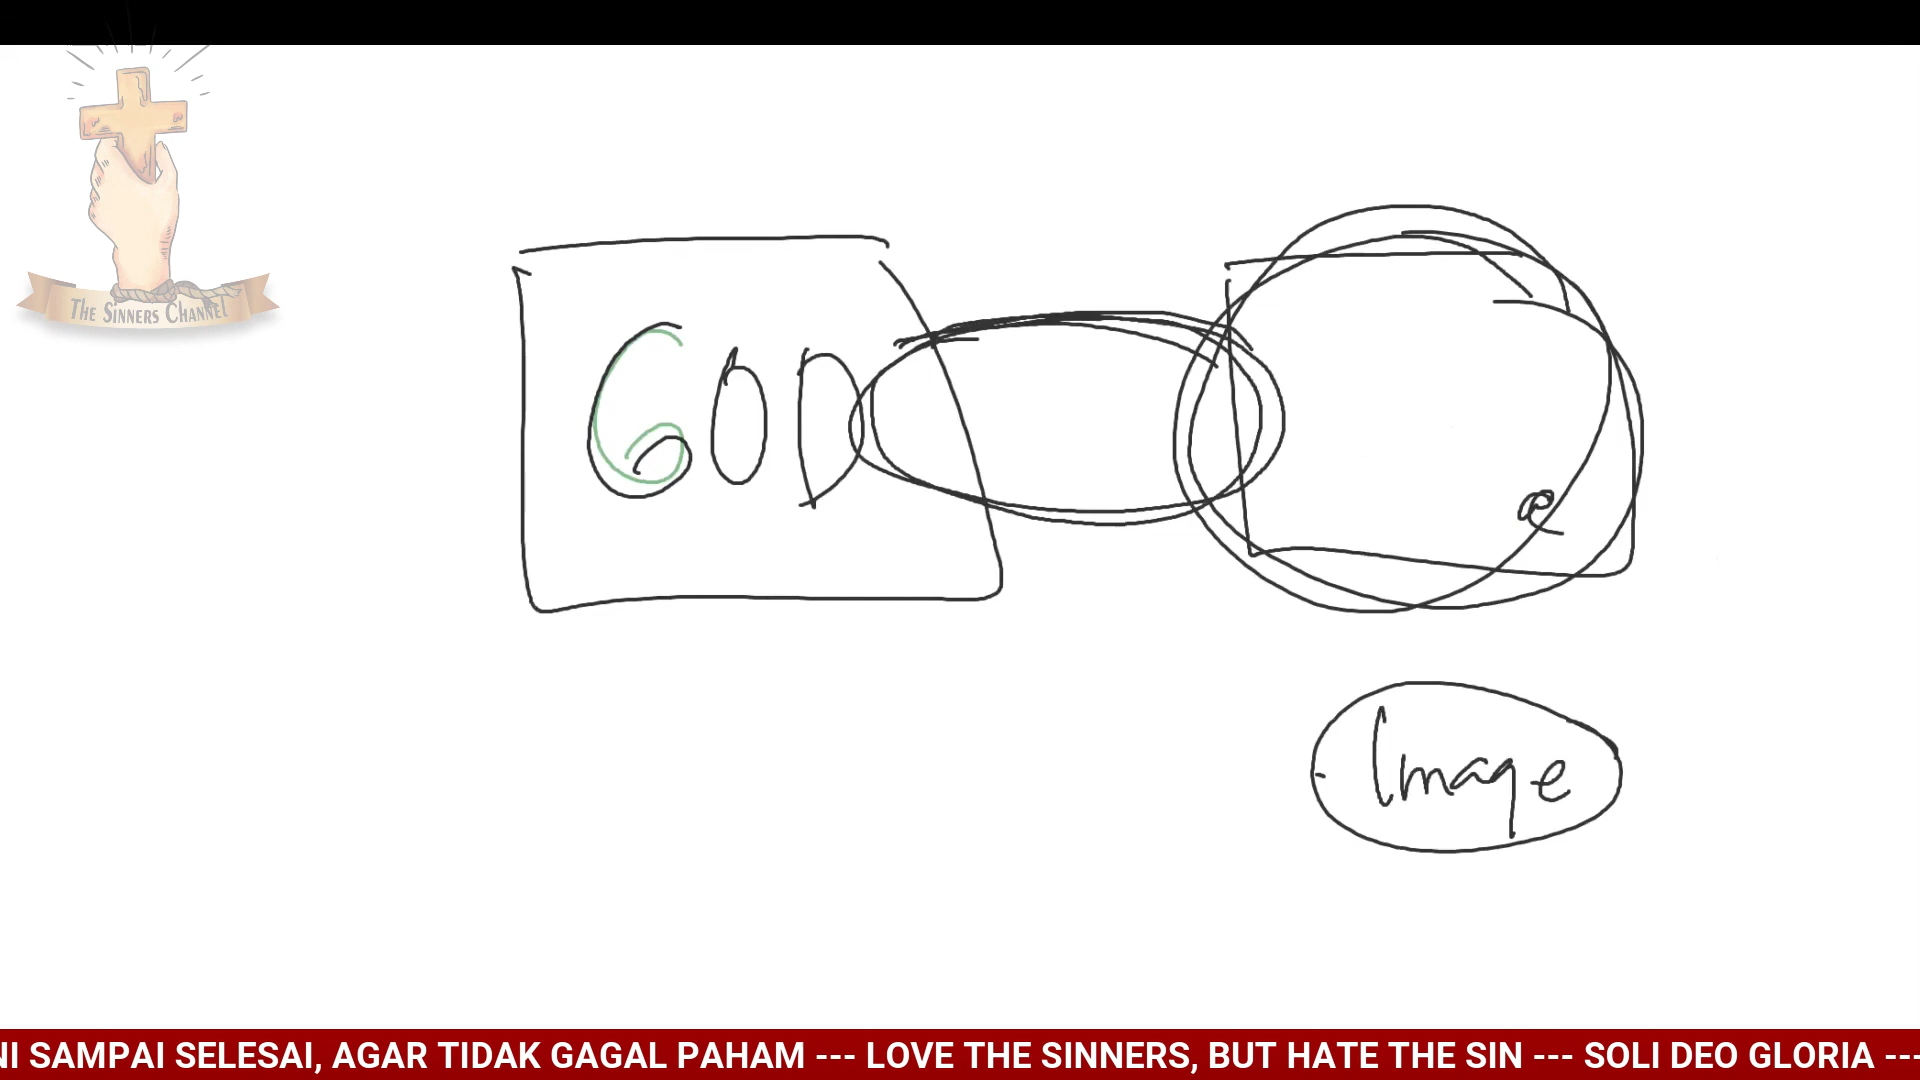 The Sinners Channel
GOD
Image
NI SAMPAI SELESAI, AGAR TIDAK GAGAL PAHAM --- LOVE THE SINNERS, BUT HATE THE SIN --- SOLI DEO GLORIA ---